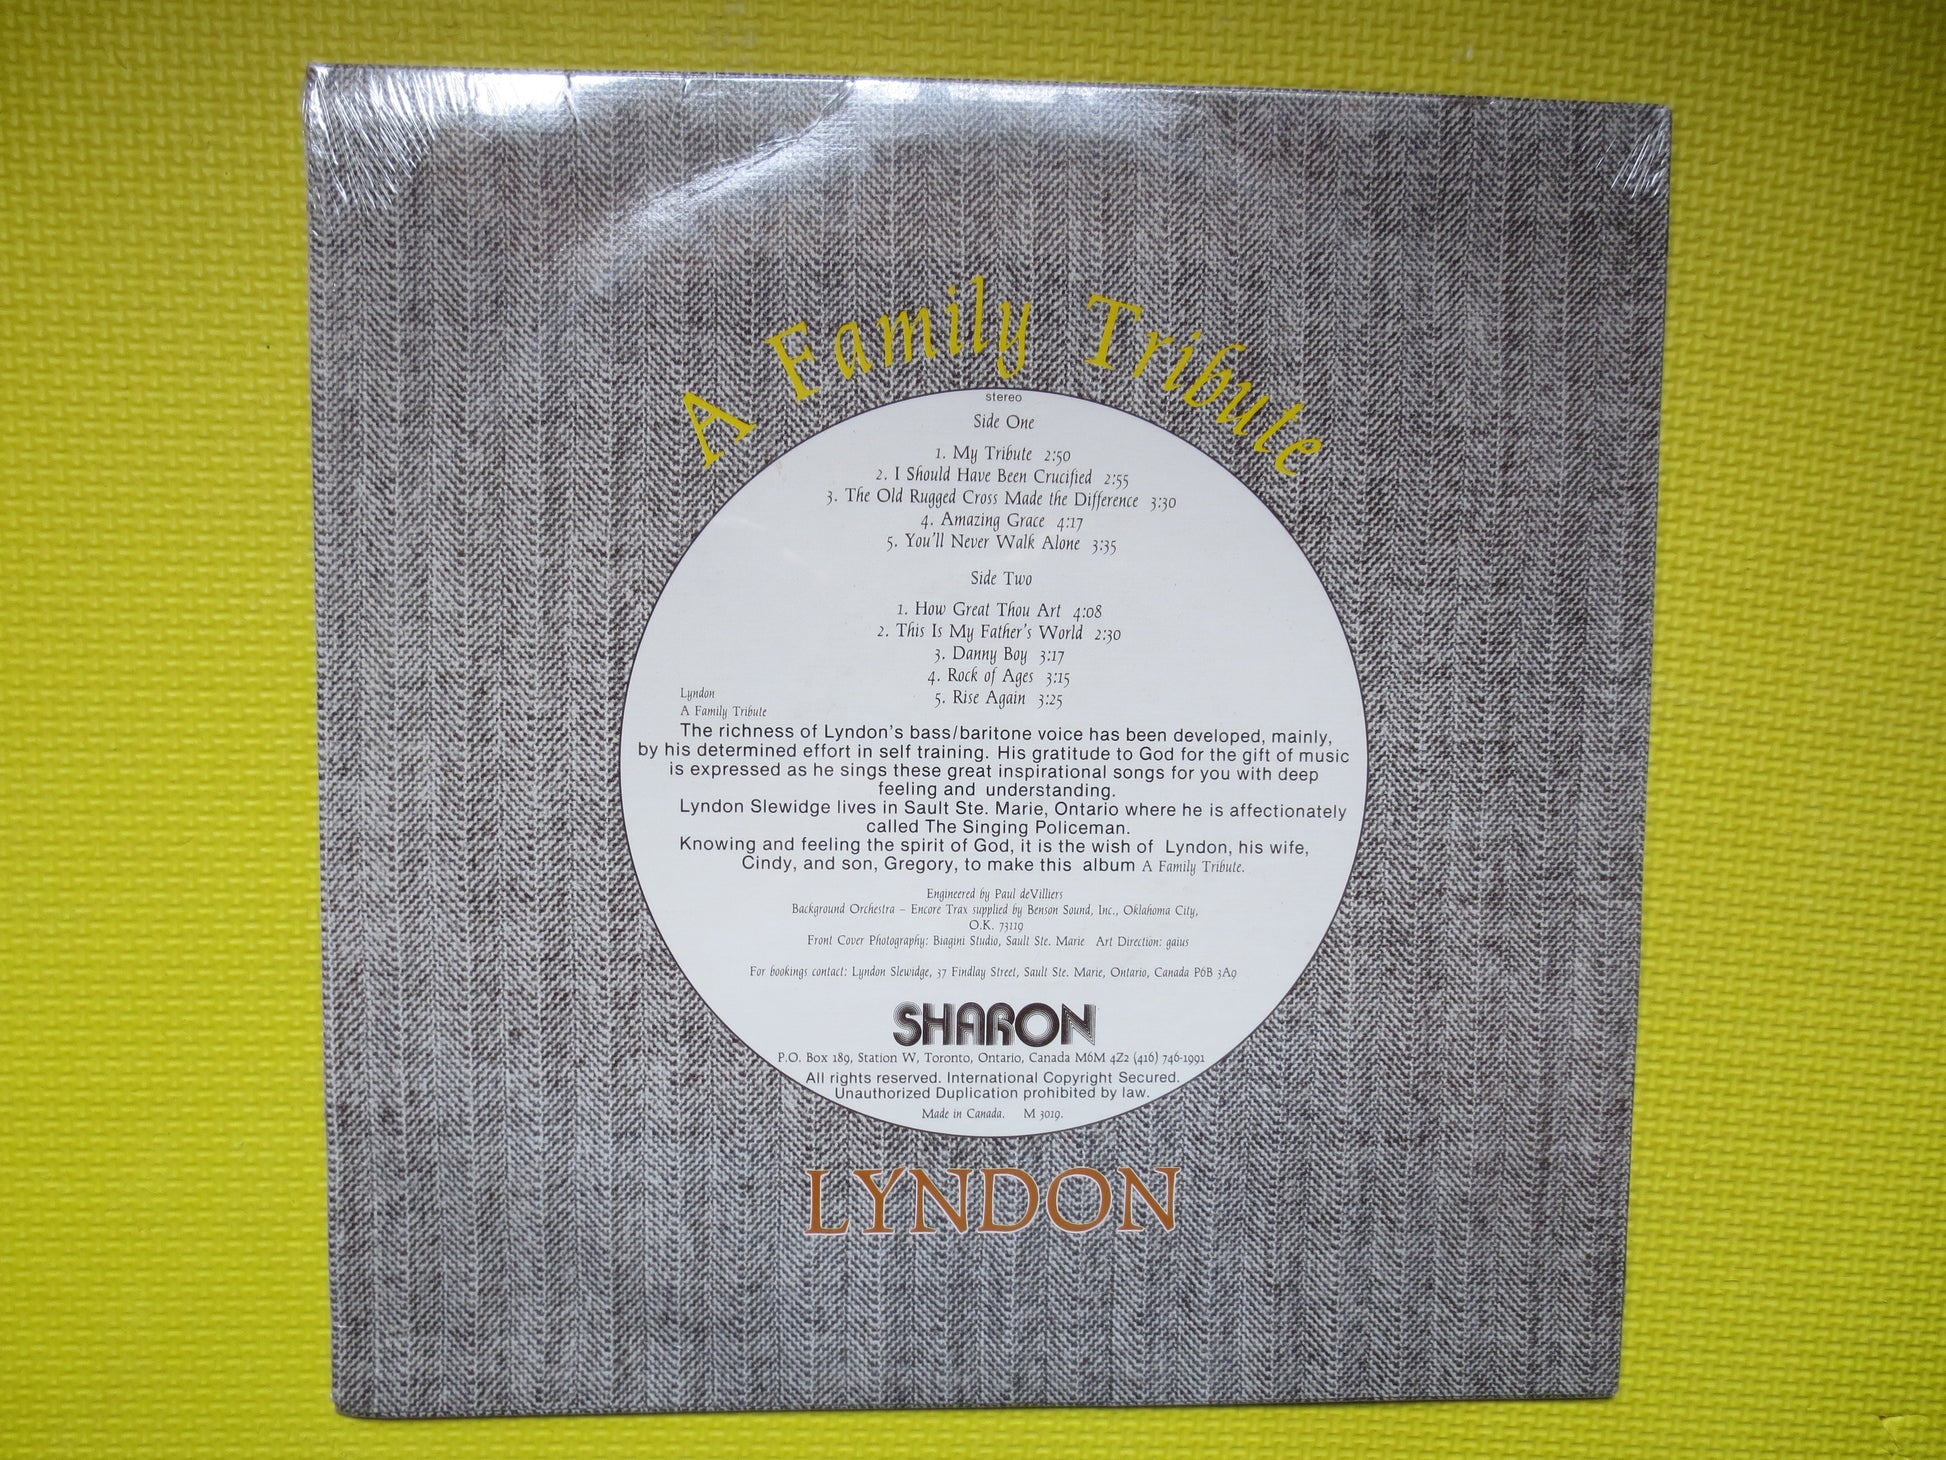 A Family Tribute
stereo
Side One
1. My Tribute 2:50
2. I Should Have Been Crucified 2:55
3. The Old Rugged Cross Made the Difference 3:30
4. Amazing Grace 4:17
5. You'll Never Walk Alone 3:35
Side Two
1. How Great Thou Art 4:08
2. This Is My Father's World 2:30
3. Danny Boy 3:17
4. Rock of Ages 3:15
5. Rise Again 3:25
Lyndon
A Family Tribute
The richness of Lyndon's bass/baritone voice has been developed, mainly,
by his determined effort in self training. His gratitude to God for the gift of music
is expressed as he sings these great inspirational songs for you with deep
feeling and understanding.
Lyndon Slewidge lives in Sault Ste. Marie, Ontario where he is affectionately
called The Singing Policeman.
Knowing and feeling the spirit of God, it is the wish of Lyndon, his wife,
Cindy, and son, Gregory, to make this album A Family Tribute.
Engineered by Paul deVilliers
Background Orchestra – Encore Trax supplied by Benson Sound, Inc., Oklahoma City,
O.K. 73119
Front Cover Photography: Biagini Studio, Sault Ste. Marie Art Direction: gaius
For bookings contact: Lyndon Slewidge, 37 Findlay Street, Sault Ste. Marie, Ontario, Canada P6B 3A9
SHARON
P.O. Box 189, Station W, Toronto, Ontario, Canada M6M 4Z2 (416) 746-1991
All rights reserved. International Copyright Secured.
Unauthorized Duplication prohibited by law.
Made in Canada. M 3019.
LYNDON